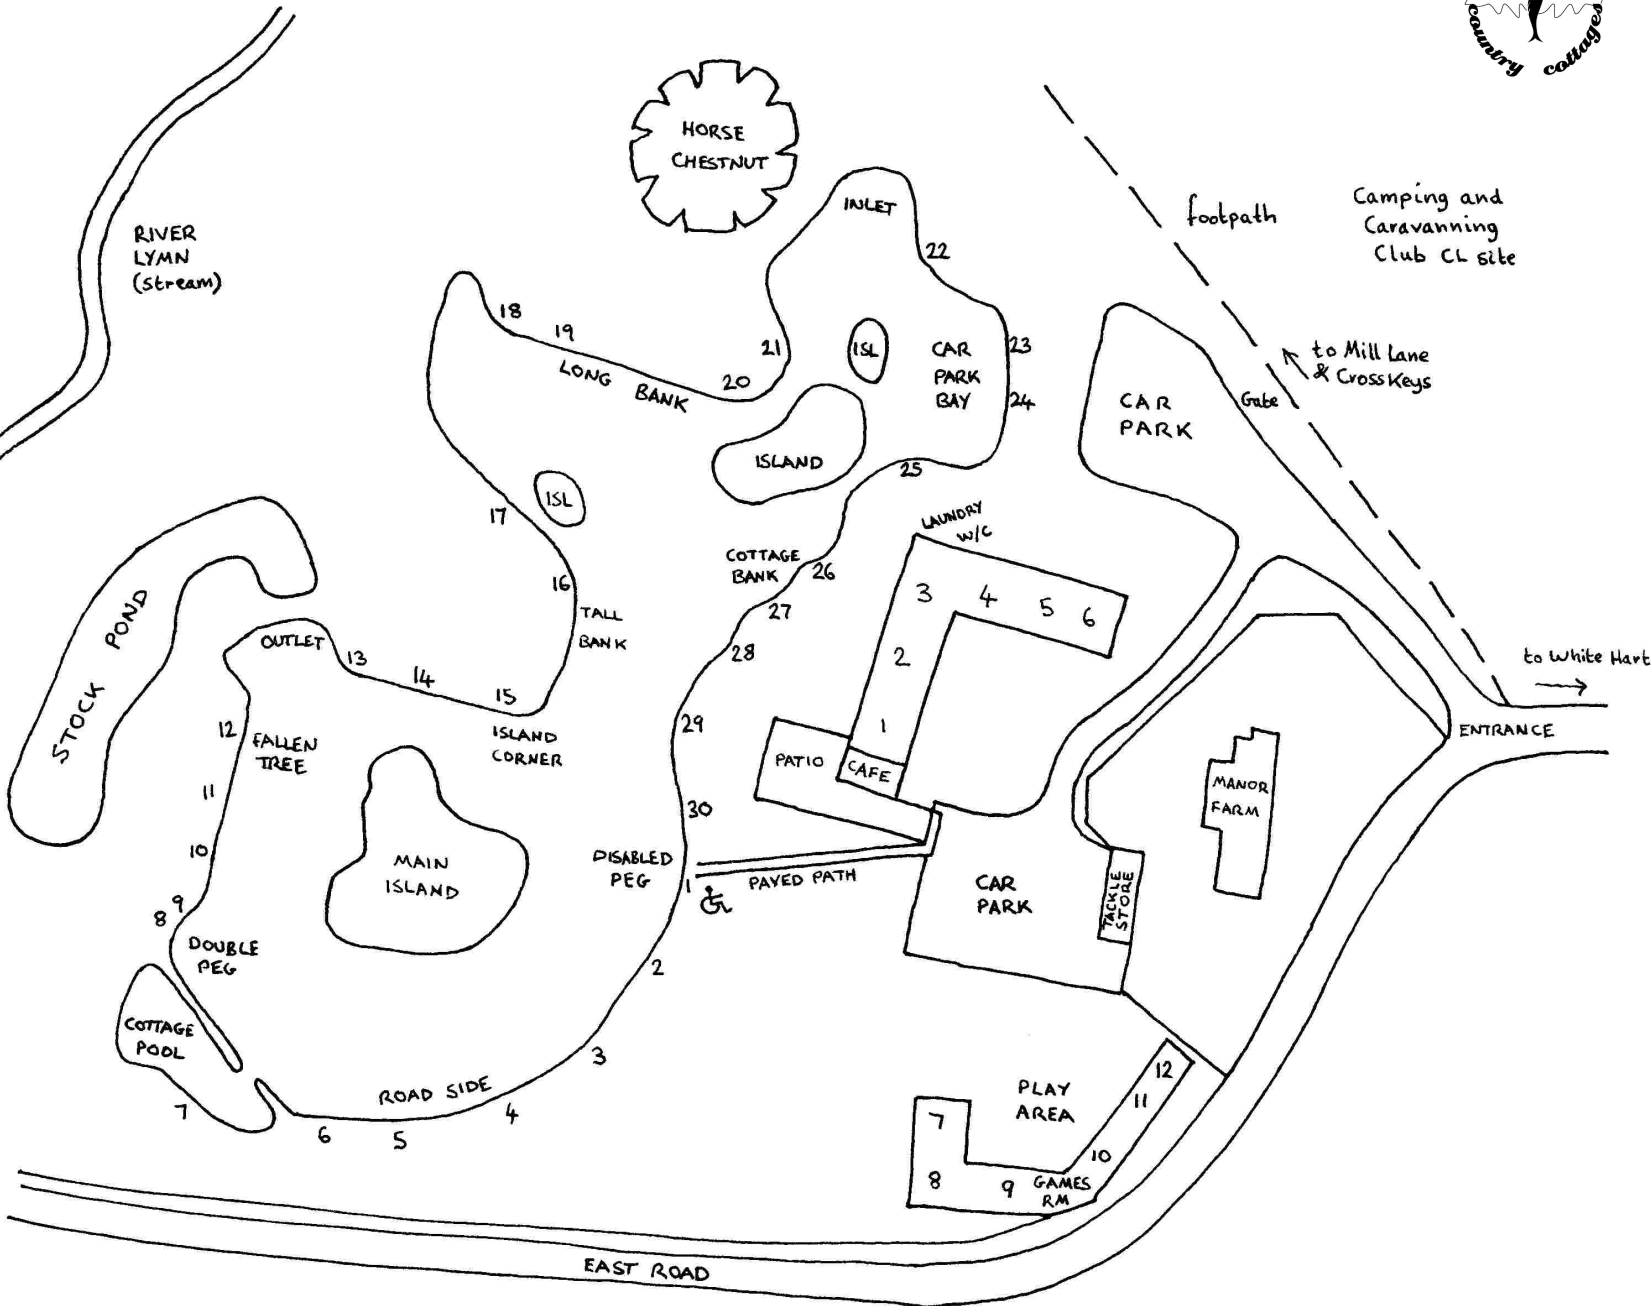 country cottages
HORSE
CHESTNUT
INLET
footpath
Camping and
Caravanning
Club CL site
RIVER
LYMN
(stream)
22
18
19
21
ISL
CAR
PARK
BAY
23
to Mill Lane
& Cross Keys
LONG BANK
20
24
CAR
PARK
Gate
ISLAND
25
ISL
17
LAUNDRY
W/C
COTTAGE
BANK
26
16
27
3
4
5
6
TALL
BANK
STOCK POND
OUTLET
13
28
2
to White Hart
14
15
12
FALLEN
TREE
ISLAND
CORNER
29
1
PATIO
CAFE
ENTRANCE
MANOR
FARM
11
30
10
MAIN
ISLAND
DISABLED
PEG
1
PAVED PATH
CAR
PARK
TACKLE
STORE
9
8
DOUBLE
PEG
2
COTTAGE
POOL
3
7
ROAD SIDE
4
6
5
PLAY
AREA
12
11
7
10
8
9
GAMES
RM
EAST ROAD